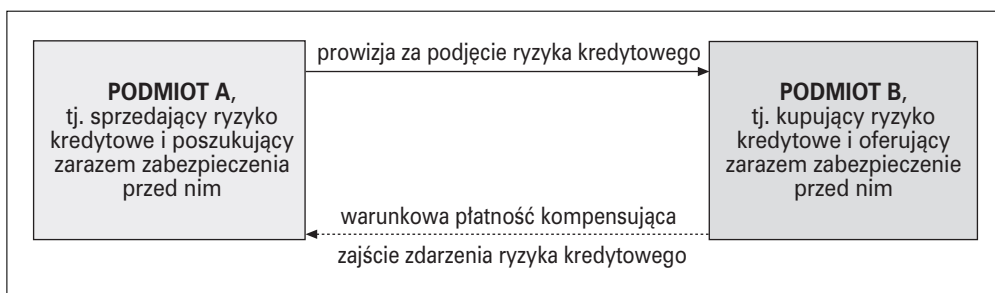 prowizja za podjęcie ryzyka kredytowego
PODMIOT A,
tj. sprzedający ryzyko
kredytowe i poszukujący
zarazem zabezpieczenia
przed nim
PODMIOT B,
tj. kupujący ryzyko
kredytowe i oferujący
zarazem zabezpieczenie
przed nim
warunkowa płatność kompensująca
zajście zdarzenia ryzyka kredytowego